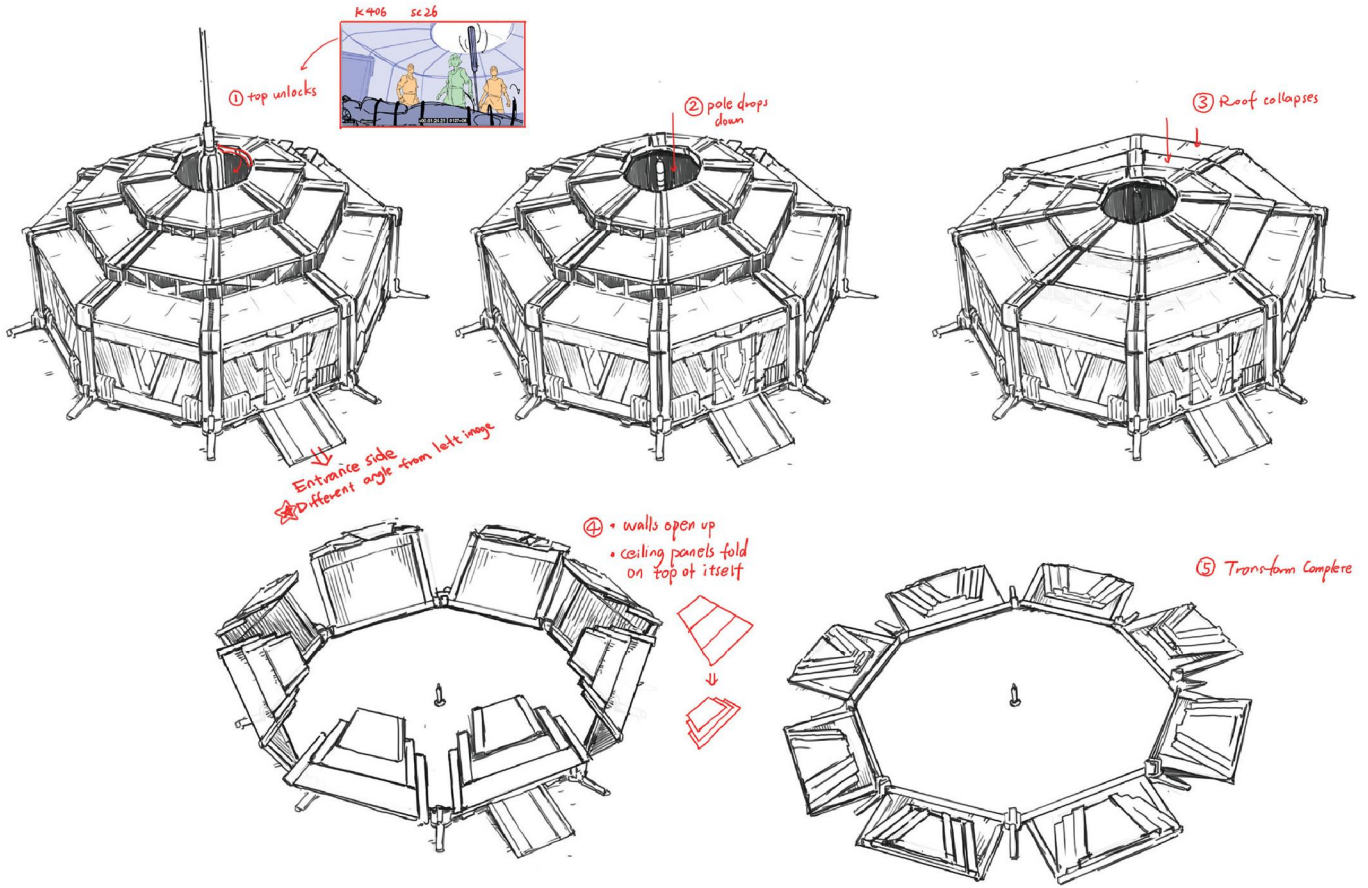 K406 sc26
① top unlocks
② pole drops
down
③ Roof collapses
Entrance side
Different angle from left image
④ • walls open up
• ceiling panels fold
on top of itself
⑤ Transform Complete